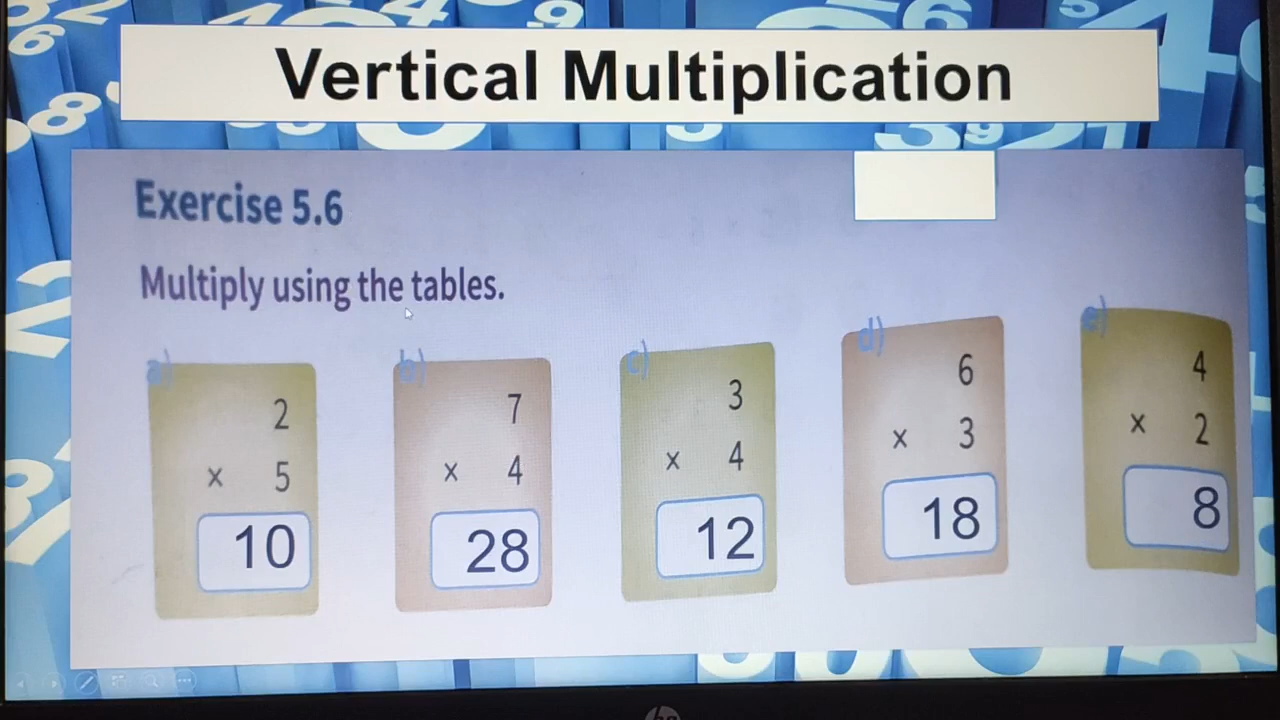 Vertical Multiplication
Exercise 5.6
Multiply using the tables.
a) b) c) d) e)
2 7 3 6 4
× 5 × 4 × 4 × 3 × 2
10 28 12 18 8
hp